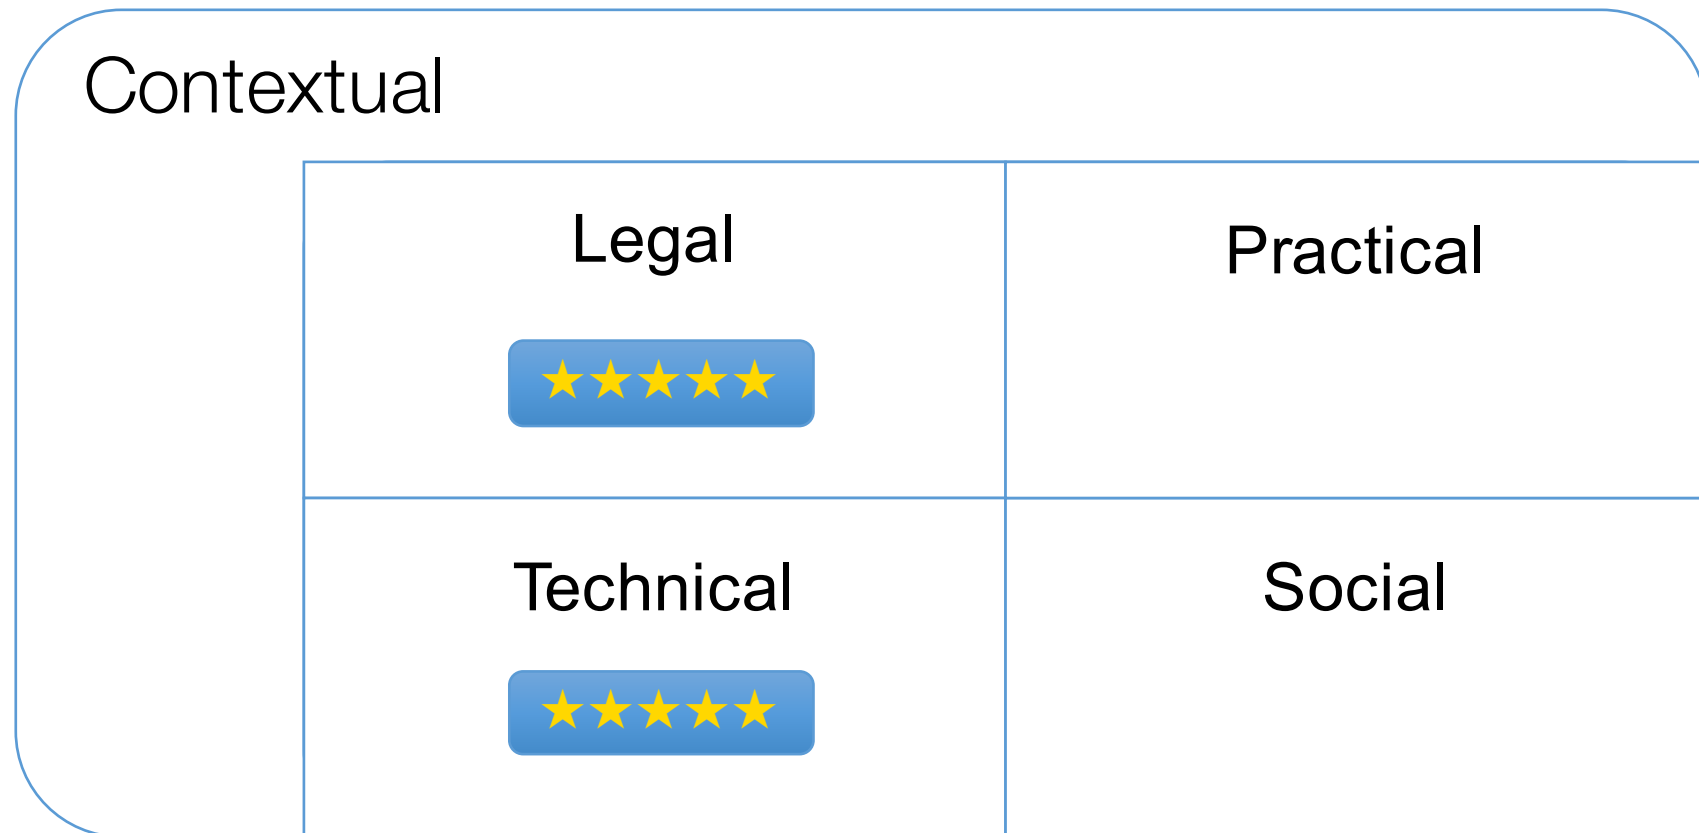 Contextual
Legal
Practical
★★★★★
Technical
Social
★★★★★